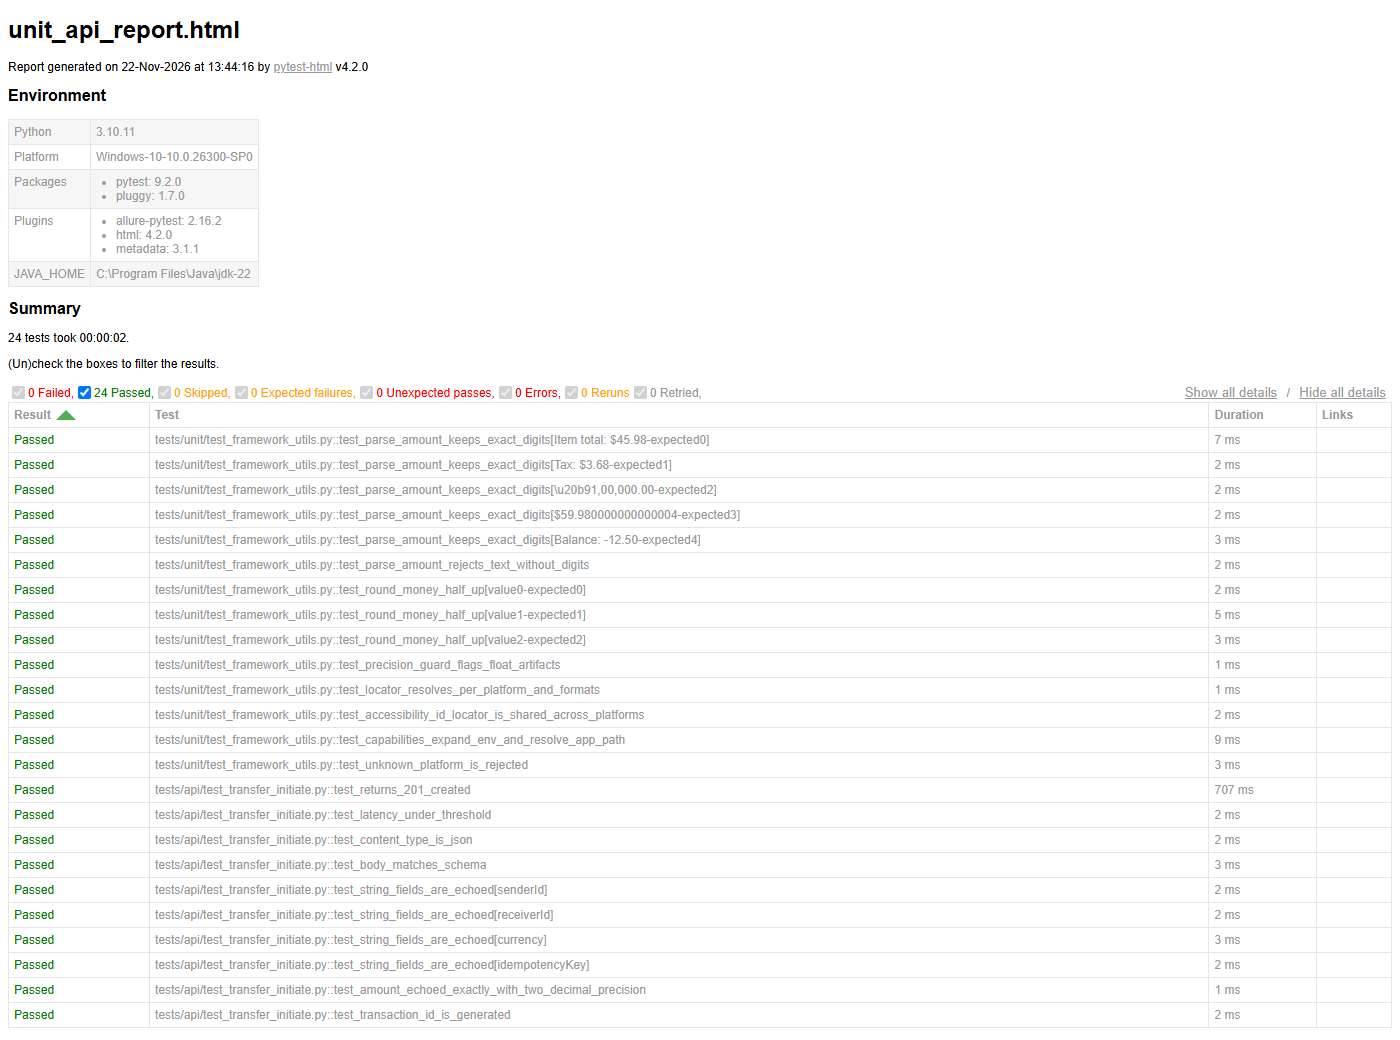 unit_api_report.html
Report generated on 22-Nov-2026 at 13:44:16 by pytest-html v4.2.0
Environment
Python 3.10.11
Platform Windows-10-10.0.26300-SP0
Packages
pytest: 9.2.0
pluggy: 1.7.0
Plugins
allure-pytest: 2.16.2
html: 4.2.0
metadata: 3.1.1
JAVA_HOME C:\Program Files\Java\jdk-22
Summary
24 tests took 00:00:02.
(Un)check the boxes to filter the results.
0 Failed, 24 Passed, 0 Skipped, 0 Expected failures, 0 Unexpected passes, 0 Errors, 0 Reruns 0 Retried, Show all details / Hide all details
Result Test Duration Links
Passed tests/unit/test_framework_utils.py::test_parse_amount_keeps_exact_digits[Item total: $45.98-expected0] 7 ms
Passed tests/unit/test_framework_utils.py::test_parse_amount_keeps_exact_digits[Tax: $3.68-expected1] 2 ms
Passed tests/unit/test_framework_utils.py::test_parse_amount_keeps_exact_digits[\u20b91,00,000.00-expected2] 2 ms
Passed tests/unit/test_framework_utils.py::test_parse_amount_keeps_exact_digits[$59.980000000000004-expected3] 2 ms
Passed tests/unit/test_framework_utils.py::test_parse_amount_keeps_exact_digits[Balance: -12.50-expected4] 3 ms
Passed tests/unit/test_framework_utils.py::test_parse_amount_rejects_text_without_digits 2 ms
Passed tests/unit/test_framework_utils.py::test_round_money_half_up[value0-expected0] 2 ms
Passed tests/unit/test_framework_utils.py::test_round_money_half_up[value1-expected1] 5 ms
Passed tests/unit/test_framework_utils.py::test_round_money_half_up[value2-expected2] 3 ms
Passed tests/unit/test_framework_utils.py::test_precision_guard_flags_float_artifacts 1 ms
Passed tests/unit/test_framework_utils.py::test_locator_resolves_per_platform_and_formats 1 ms
Passed tests/unit/test_framework_utils.py::test_accessibility_id_locator_is_shared_across_platforms 2 ms
Passed tests/unit/test_framework_utils.py::test_capabilities_expand_env_and_resolve_app_path 9 ms
Passed tests/unit/test_framework_utils.py::test_unknown_platform_is_rejected 3 ms
Passed tests/api/test_transfer_initiate.py::test_returns_201_created 707 ms
Passed tests/api/test_transfer_initiate.py::test_latency_under_threshold 2 ms
Passed tests/api/test_transfer_initiate.py::test_content_type_is_json 2 ms
Passed tests/api/test_transfer_initiate.py::test_body_matches_schema 3 ms
Passed tests/api/test_transfer_initiate.py::test_string_fields_are_echoed[senderId] 2 ms
Passed tests/api/test_transfer_initiate.py::test_string_fields_are_echoed[receiverId] 2 ms
Passed tests/api/test_transfer_initiate.py::test_string_fields_are_echoed[currency] 3 ms
Passed tests/api/test_transfer_initiate.py::test_string_fields_are_echoed[idempotencyKey] 2 ms
Passed tests/api/test_transfer_initiate.py::test_amount_echoed_exactly_with_two_decimal_precision 1 ms
Passed tests/api/test_transfer_initiate.py::test_transaction_id_is_generated 2 ms